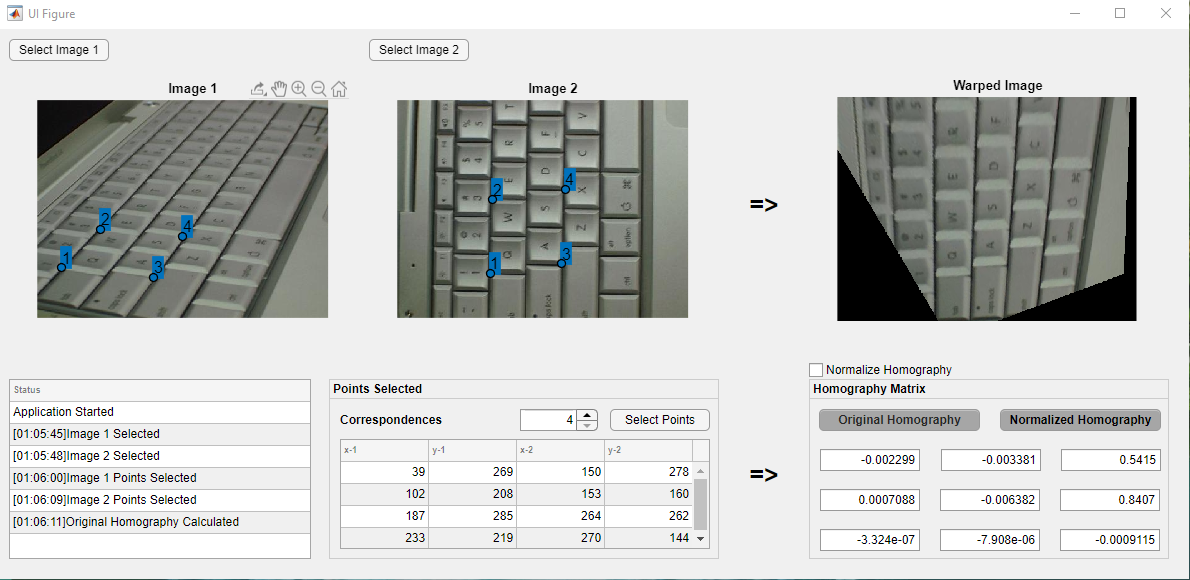 UI Figure
Select Image 1
Select Image 2
Image 1
Image 2
Warped Image
1
2
3
4
1
2
3
4
=>
Status
Application Started
[01:05:45]Image 1 Selected
[01:05:48]Image 2 Selected
[01:06:00]Image 1 Points Selected
[01:06:09]Image 2 Points Selected
[01:06:11]Original Homography Calculated
Points Selected
Correspondences 4 Select Points
x-1 y-1 x-2 y-2
39 269 150 278
102 208 153 160
187 285 264 262
233 219 270 144
=>
Normalize Homography
Homography Matrix
Original Homography Normalized Homography
-0.002299 -0.003381 0.5415
0.0007088 -0.006382 0.8407
-3.324e-07 -7.908e-06 -0.0009115